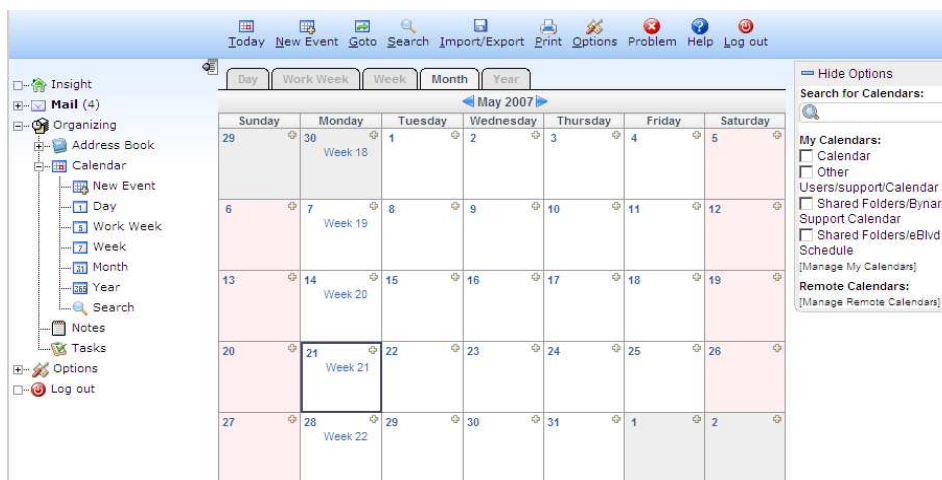 Today New Event Goto Search Import/Export Print Options Problem Help Log out
Insight
Mail (4)
Organizing
Address Book
Calendar
New Event
Day
Work Week
Week
Month
Year
Search
Notes
Tasks
Options
Log out
Day Work Week Week Month Year
May 2007
Sunday Monday Tuesday Wednesday Thursday Friday Saturday
29 30 1 2 3 4 5
Week 18
6 7 8 9 10 11 12
Week 19
13 14 15 16 17 18 19
Week 20
20 21 22 23 24 25 26
Week 21
27 28 29 30 31 1 2
Week 22
Hide Options
Search for Calendars:
My Calendars:
Calendar
Other
Users/support/Calendar
Shared Folders/Bynar
Support Calendar
Shared Folders/eBlvd
Schedule
[Manage My Calendars]
Remote Calendars:
[Manage Remote Calendars]